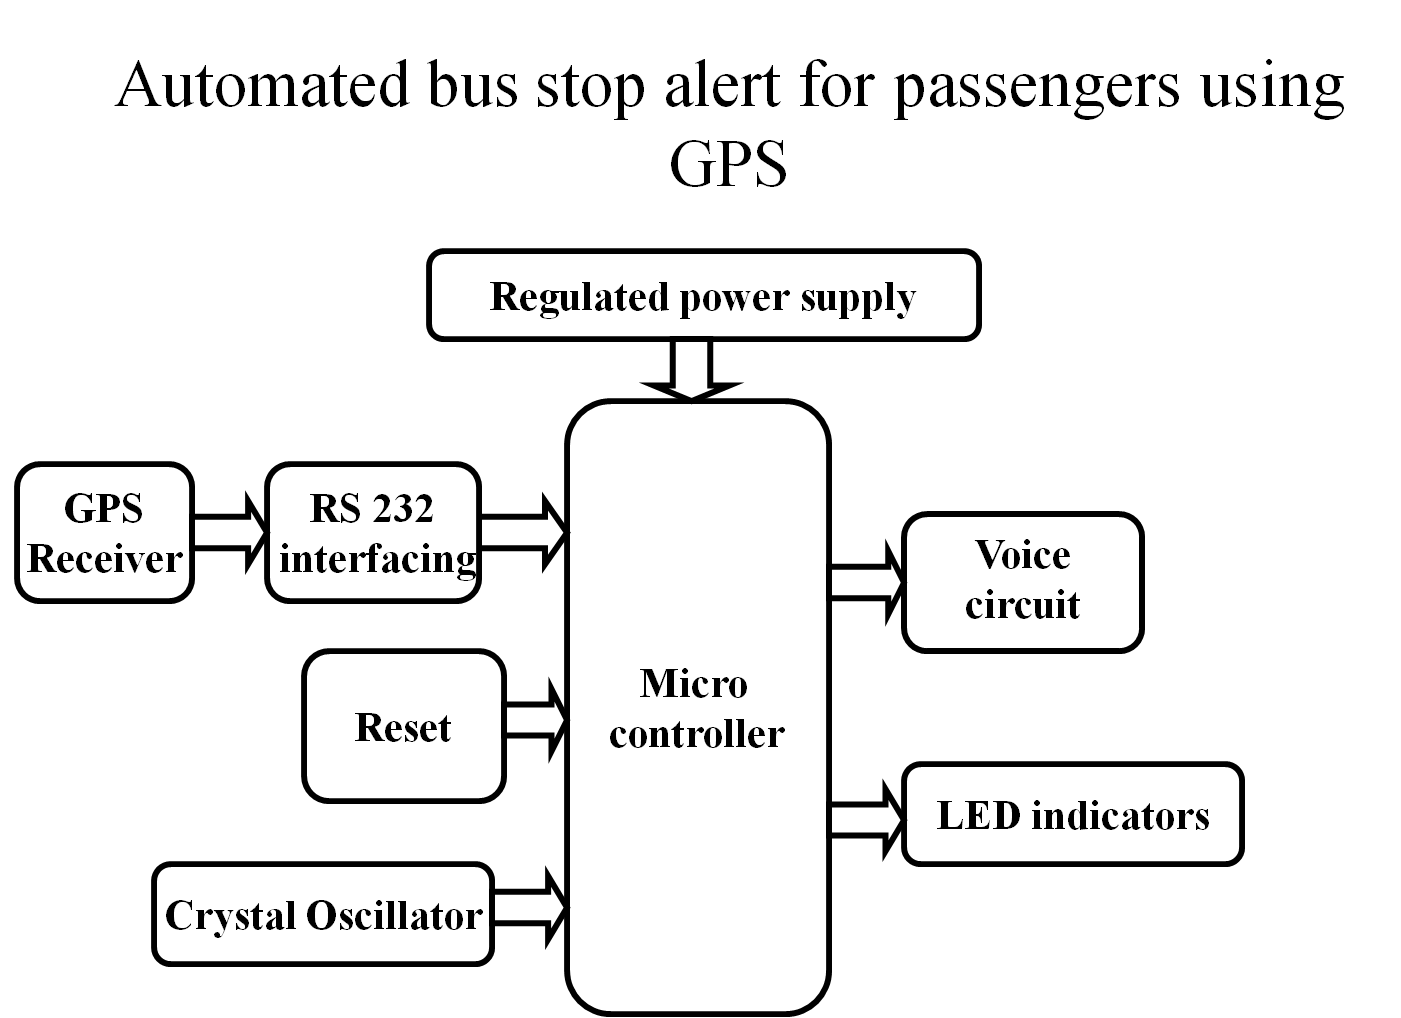 Automated bus stop alert for passengers using
GPS
Regulated power supply
GPS
Receiver
RS 232
interfacing
Voice
circuit
Reset
Micro
controller
LED indicators
Crystal Oscillator